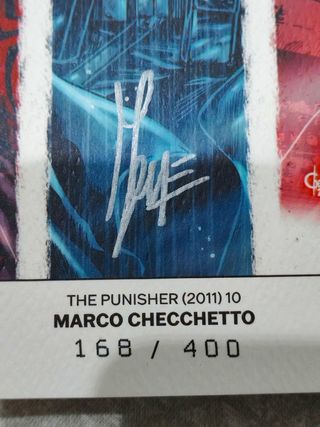 THE PUNISHER (2011) 10
MARCO CHECCHETTO
168 / 400